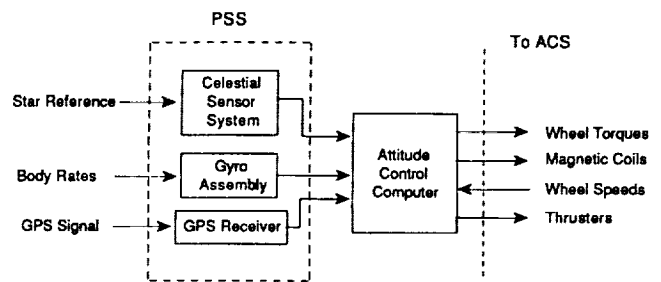 PSS
To ACS
Star Reference
Celestial
Sensor
System
Body Rates
Gyro
Assembly
GPS Signal
GPS Receiver
Attitude
Control
Computer
Wheel Torques
Magnetic Coils
Wheel Speeds
Thrusters